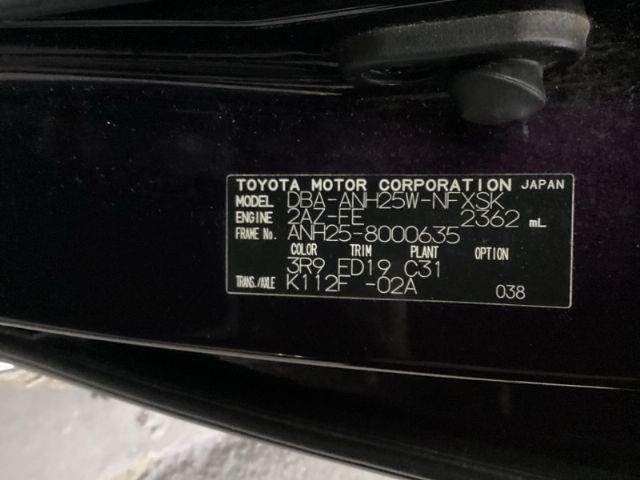 TOYOTA MOTOR CORPORATION JAPAN
MODEL DBA-ANH25W-NFXSK
ENGINE 2AZ-FE 2362 mL
FRAME No. ANH25-8000635
COLOR TRIM PLANT OPTION
3R9 FD19 C31
TRANS./AXLE K112F -02A 038